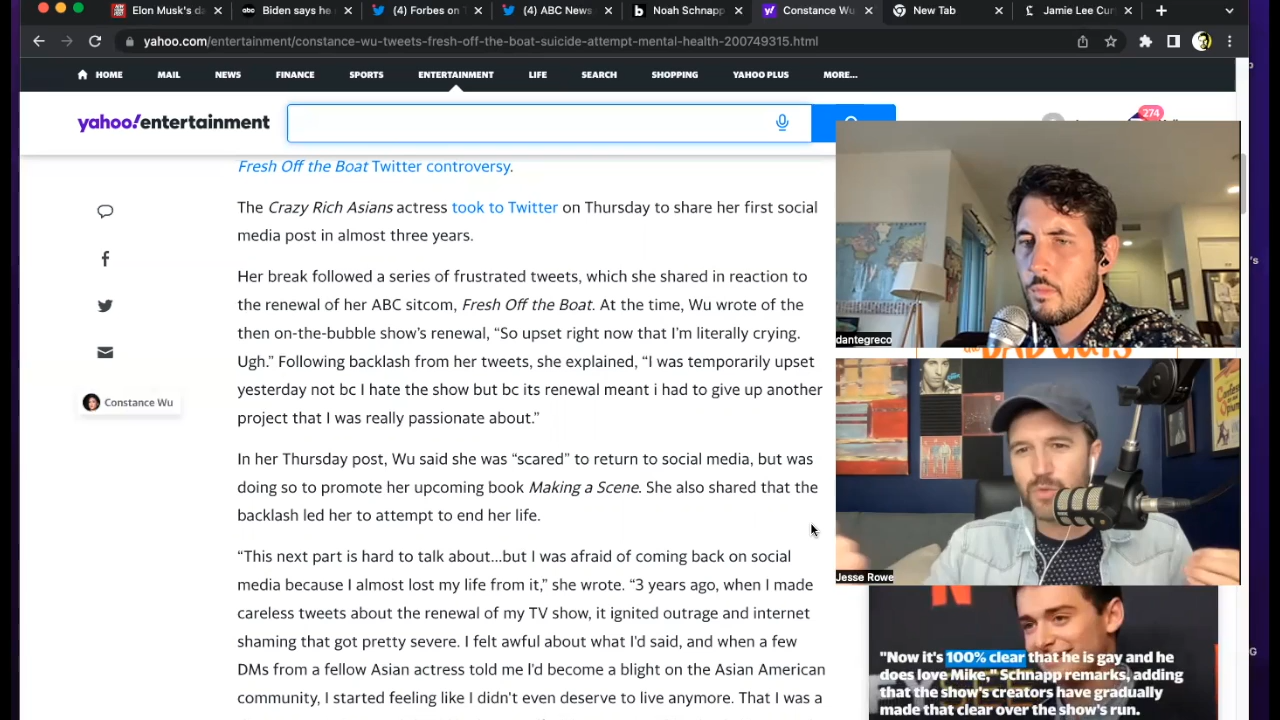 Elon Musk's da
Biden says he
(4) Forbes on T
(4) ABC News
Noah Schnapp
Constance Wu
New Tab
Jamie Lee Cur
yahoo.com/entertainment/constance-wu-tweets-fresh-off-the-boat-suicide-attempt-mental-health-200749315.html
HOME MAIL NEWS FINANCE SPORTS ENTERTAINMENT LIFE SEARCH SHOPPING YAHOO PLUS MORE...
yahoo!entertainment
274
Fresh Off the Boat Twitter controversy.
The Crazy Rich Asians actress took to Twitter on Thursday to share her first social
media post in almost three years.
Her break followed a series of frustrated tweets, which she shared in reaction to
the renewal of her ABC sitcom, Fresh Off the Boat. At the time, Wu wrote of the
then on-the-bubble show's renewal, “So upset right now that I'm literally crying.
Ugh.” Following backlash from her tweets, she explained, “I was temporarily upset
yesterday not bc I hate the show but bc its renewal meant i had to give up another
project that I was really passionate about.”
Constance Wu
In her Thursday post, Wu said she was “scared” to return to social media, but was
doing so to promote her upcoming book Making a Scene. She also shared that the
backlash led her to attempt to end her life.
“This next part is hard to talk about...but I was afraid of coming back on social
media because I almost lost my life from it,” she wrote. “3 years ago, when I made
careless tweets about the renewal of my TV show, it ignited outrage and internet
shaming that got pretty severe. I felt awful about what I'd said, and when a few
DMs from a fellow Asian actress told me I'd become a blight on the Asian American
community, I started feeling like I didn't even deserve to live anymore. That I was a
dantegreco
Jesse Rowe
"Now it's 100% clear that he is gay and he
does love Mike," Schnapp remarks, adding
that the show's creators have gradually
made that clear over the show's run.